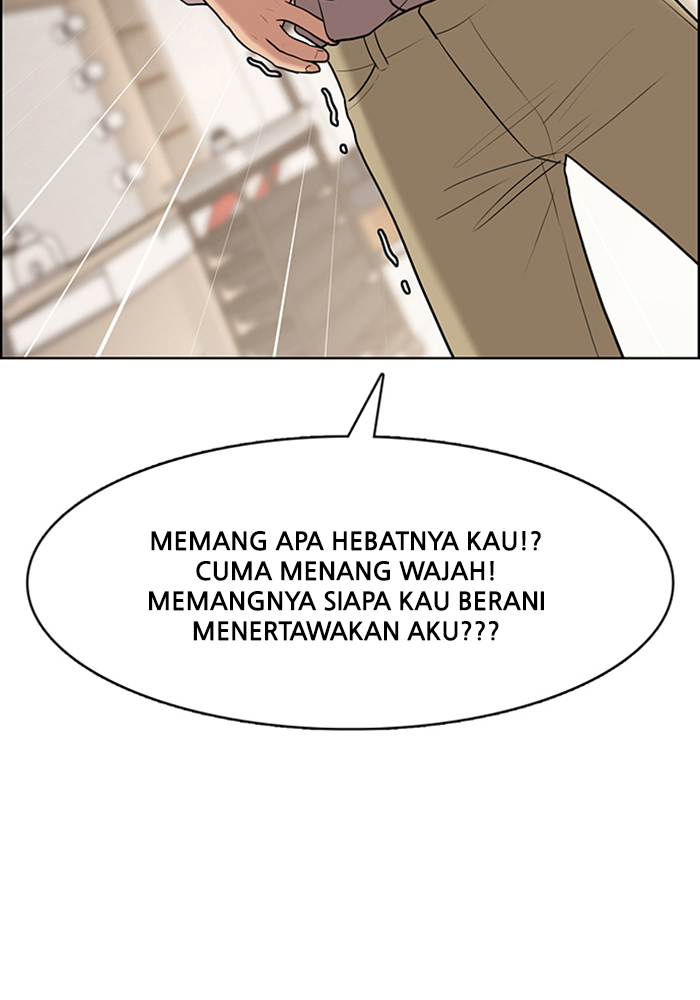 MEMANG APA HEBATNYA KAU!?
CUMA MENANG WAJAH!
MEMANGNYA SIAPA KAU BERANI
MENERTAWAKAN AKU???